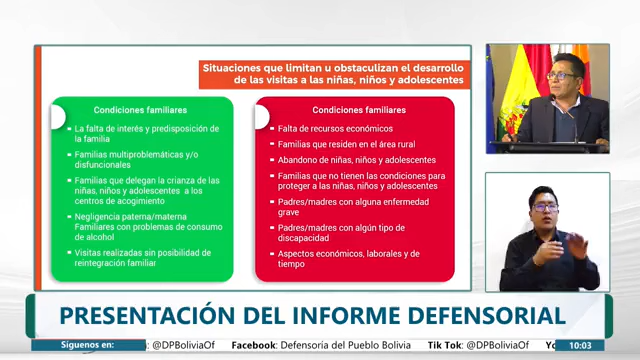 Situaciones que limitan u obstaculizan el desarrollo
de las visitas a las niñas, niños y adolescentes
Condiciones familiares
La falta de interés y predisposición de
la familia
Familias multiproblemáticas y/o
disfuncionales
Familias que delegan la crianza de las
niñas, niños y adolescentes a los
centros de acogimiento
Negligencia paterna/materna
Familiares con problemas de consumo
de alcohol
Visitas realizadas sin posibilidad de
reintegración familiar
Condiciones familiares
Falta de recursos económicos
Familias que residen en el área rural
Abandono de niñas, niños y adolescentes
Familias que no tienen las condiciones para
proteger a las niñas, niños y adolescentes
Padres/madres con alguna enfermedad
grave
Padres/madres con algún tipo de
discapacidad
Aspectos económicos, laborales y de
tiempo
PRESENTACIÓN DEL INFORME DEFENSORIAL
Síguenos en: : @DPBoliviaOf Facebook: Defensoría del Pueblo Bolivia Tik Tok: @DPBoliviaOf Yo 10:03